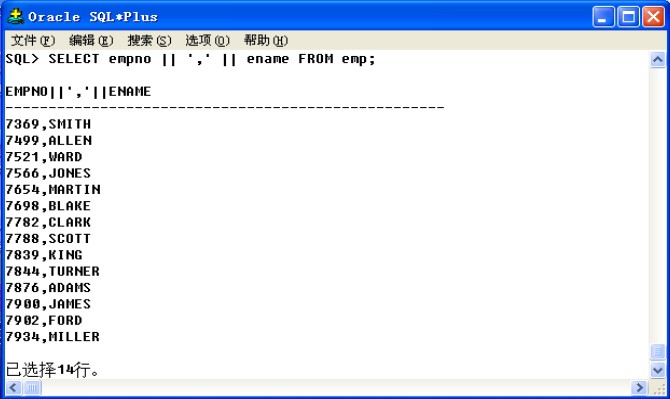 Oracle SQL*Plus
文件(F) 编辑(E) 搜索(S) 选项(O) 帮助(H)
SQL> SELECT empno || ',' || ename FROM emp;
EMPNO||','||ENAME
---------------------------------------------------
7369,SMITH
7499,ALLEN
7521,WARD
7566,JONES
7654,MARTIN
7698,BLAKE
7782,CLARK
7788,SCOTT
7839,KING
7844,TURNER
7876,ADAMS
7900,JAMES
7902,FORD
7934,MILLER
已选择14行。